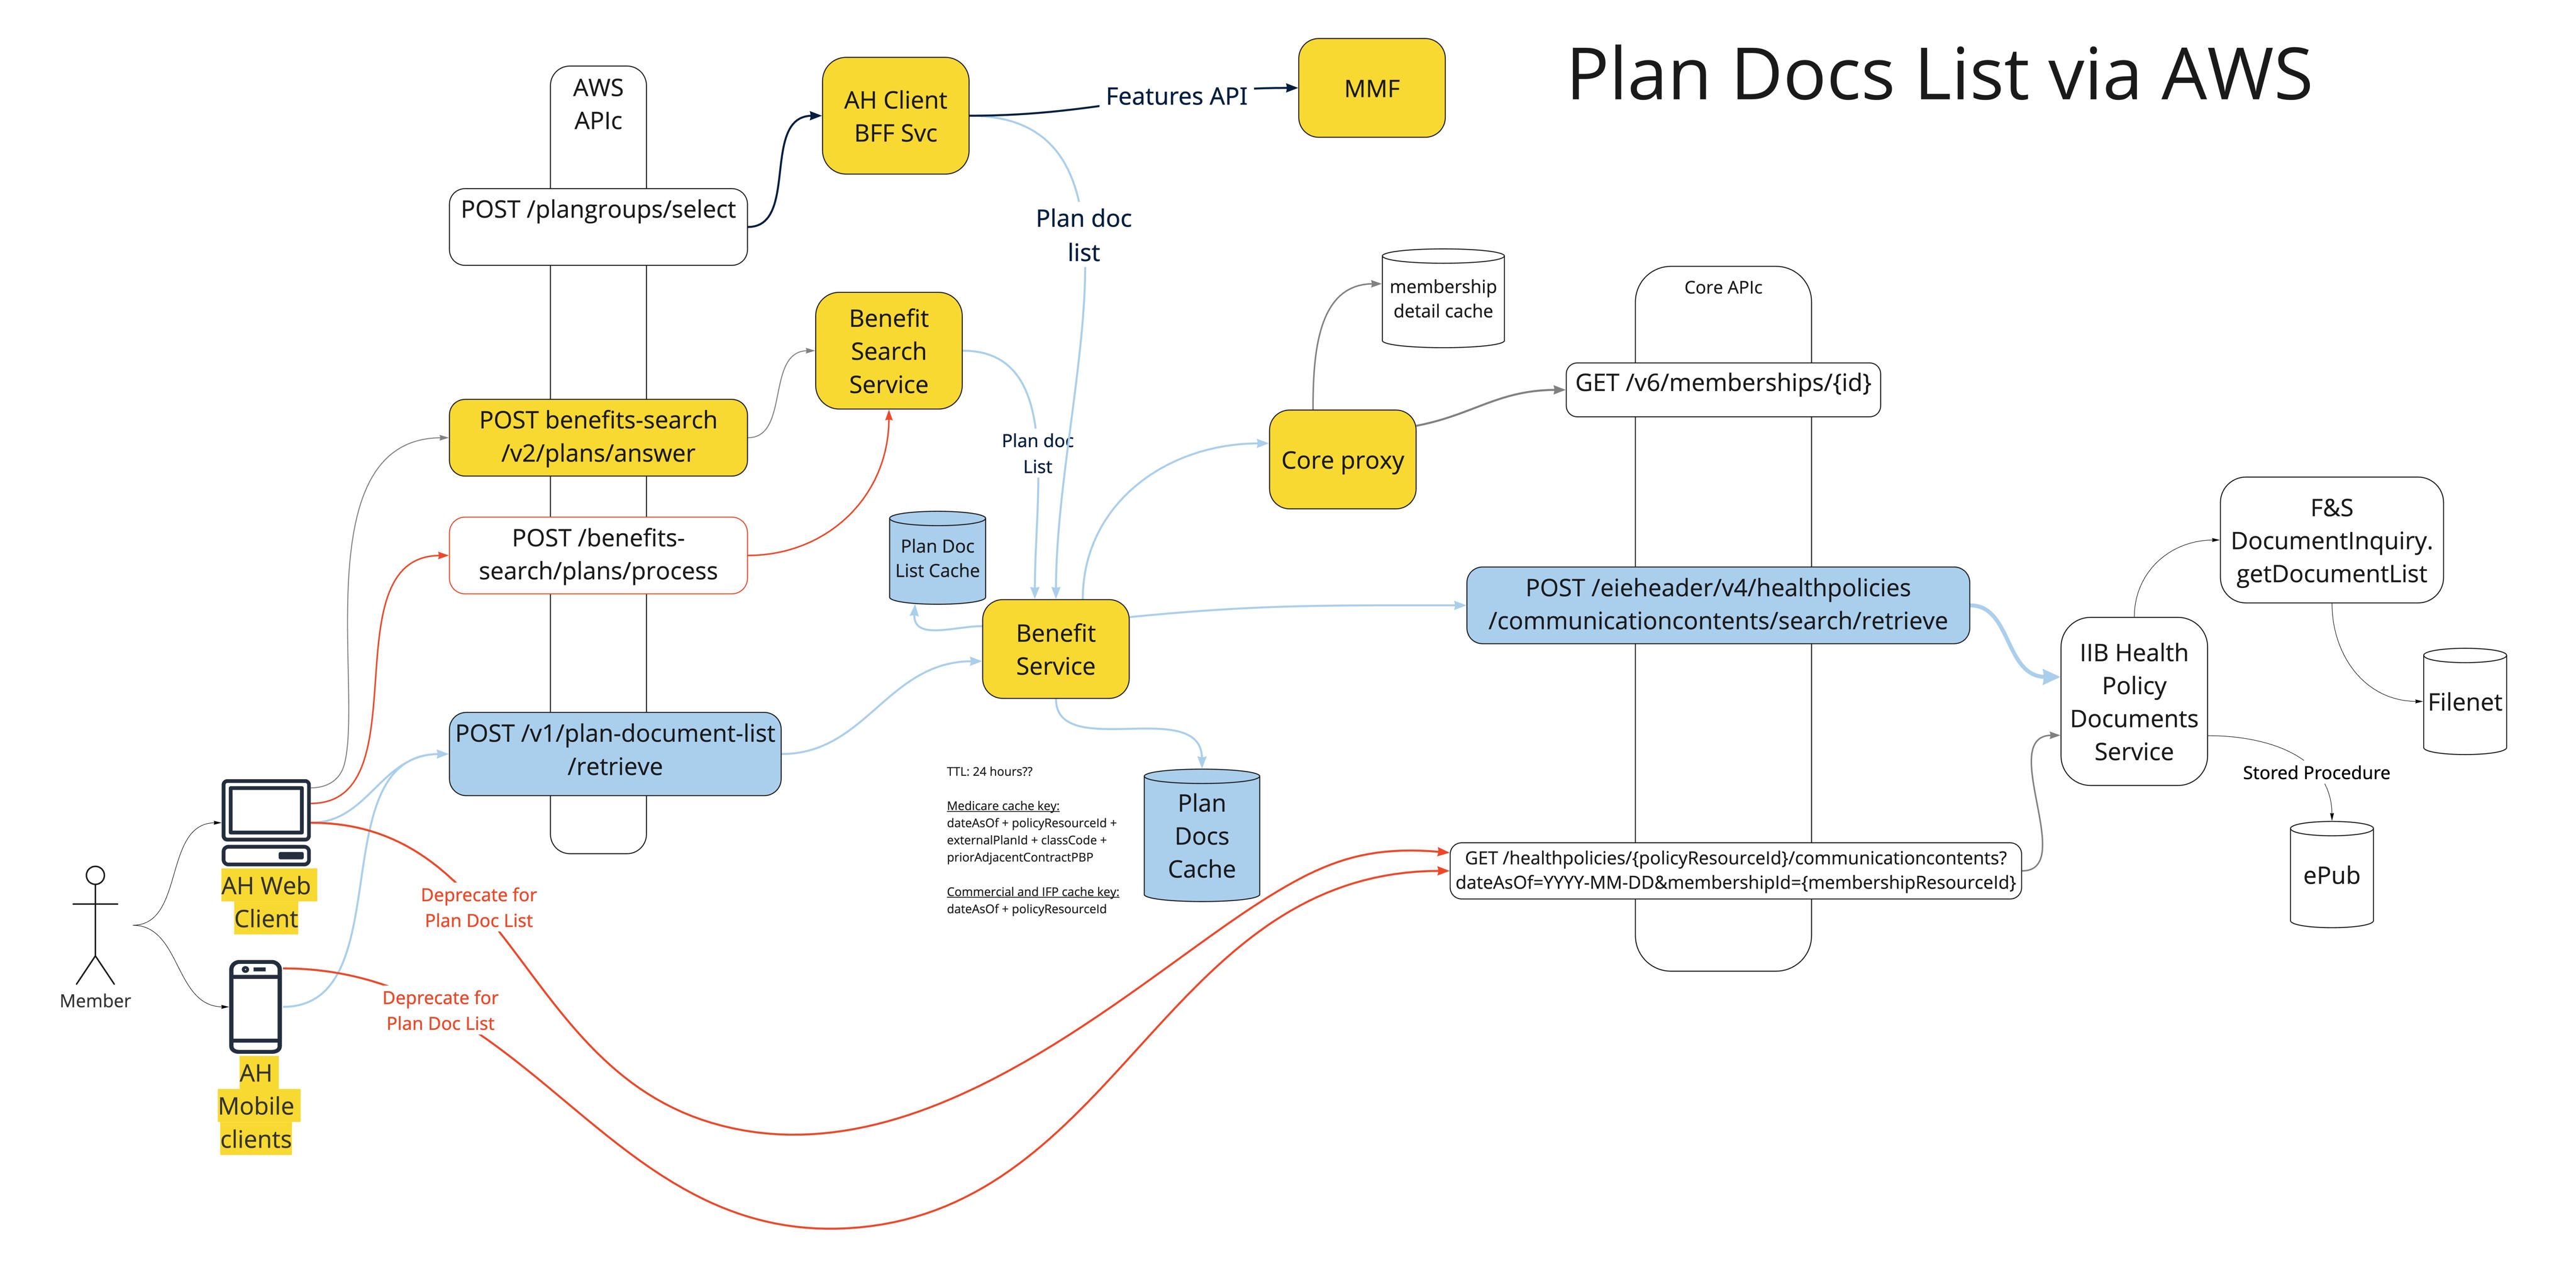 Plan Docs List via AWS
AWS
APIc
AH Client
BFF Svc
Features API
MMF
POST /plangroups/select
Plan doc
list
membership
detail cache
Core APIc
Benefit
Search
Service
GET /v6/memberships/{id}
POST benefits-search
/v2/plans/answer
Plan doc
List
Core proxy
POST /benefits-
search/plans/process
Plan Doc
List Cache
F&S
DocumentInquiry.
getDocumentList
POST /eieheader/v4/healthpolicies
/communicationcontents/search/retrieve
Benefit
Service
IIB Health
Policy
Documents
Service
Filenet
POST /v1/plan-document-list
/retrieve
Stored Procedure
TTL: 24 hours??
Medicare cache key:
dateAsOf + policyResourceId +
externalPlanId + classCode +
priorAdjacentContractPBP
Commercial and IFP cache key:
dateAsOf + policyResourceId
Plan
Docs
Cache
GET /healthpolicies/{policyResourceId}/communicationcontents?
dateAsOf=YYYY-MM-DD&membershipId={membershipResourceId}
ePub
AH Web
Client
Deprecate for
Plan Doc List
Member
Deprecate for
Plan Doc List
AH
Mobile
clients